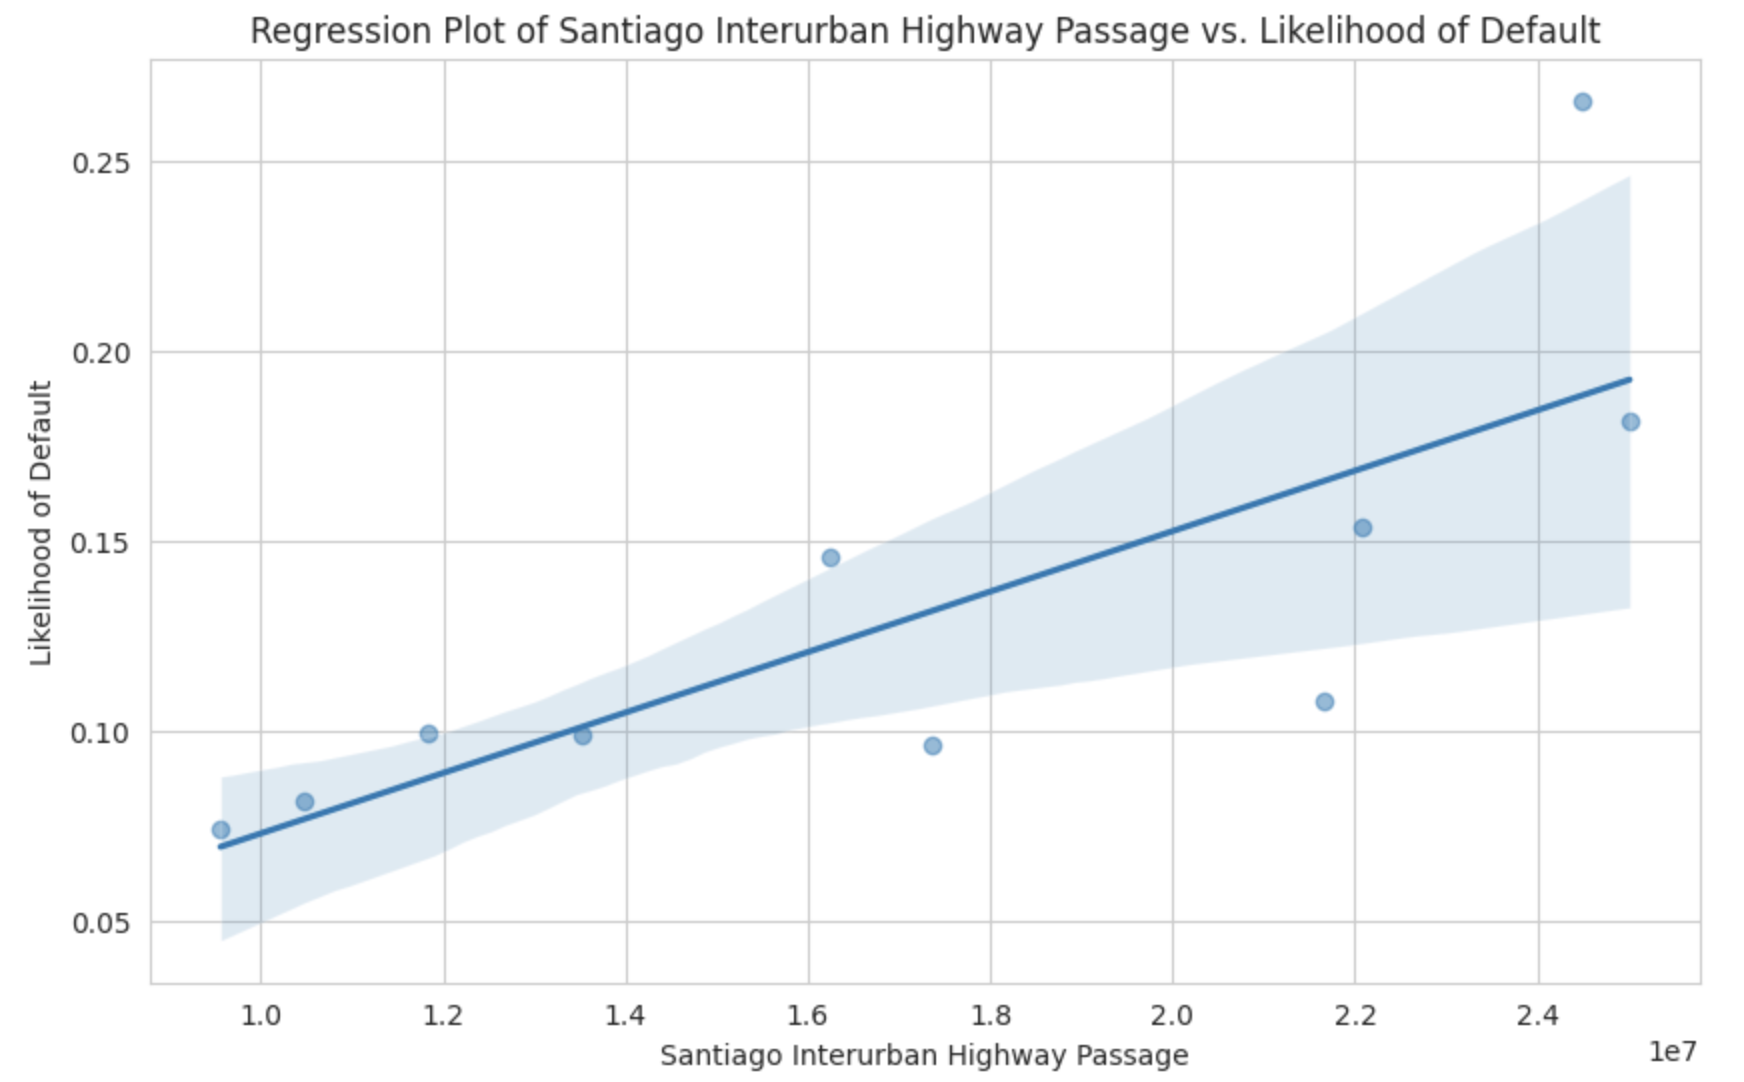 Regression Plot of Santiago Interurban Highway Passage vs. Likelihood of Default
Likelihood of Default
0.25
0.20
0.15
0.10
0.05
1.0 1.2 1.4 1.6 1.8 2.0 2.2 2.4
1e7
Santiago Interurban Highway Passage